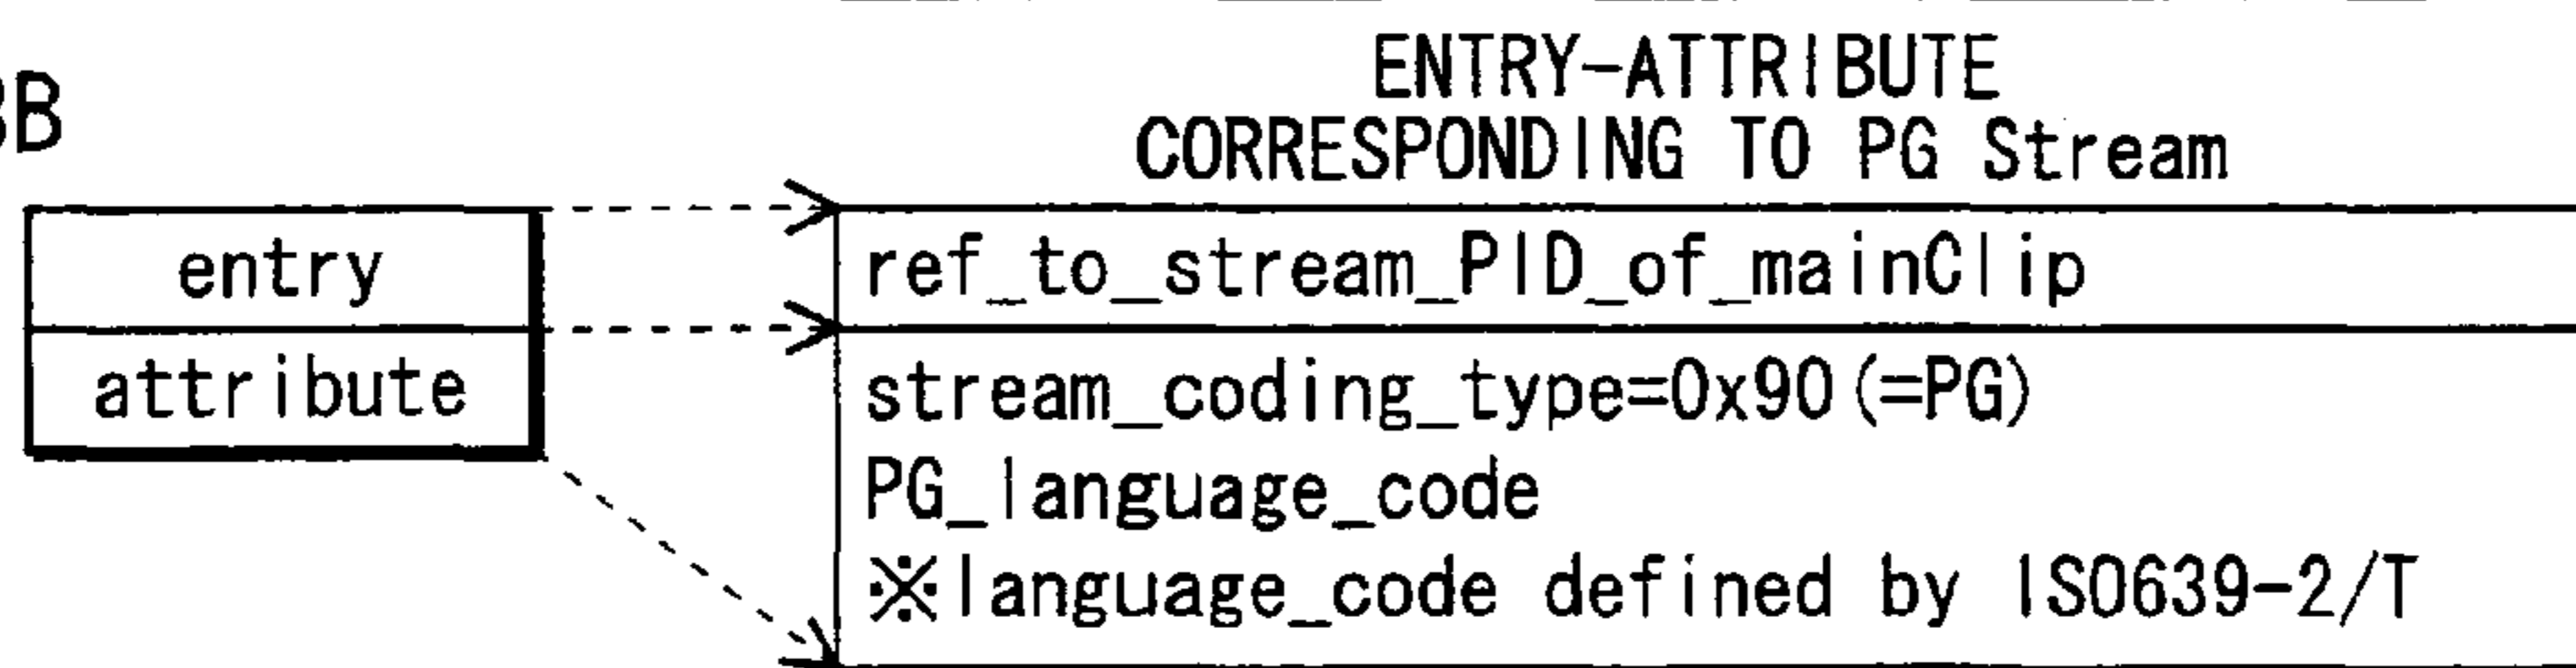 ENTRY-ATTRIBUTE
CORRESPONDING TO PG Stream
3B
entry
ref_to_stream_PID_of_mainClip
attribute
stream_coding_type=0x90(=PG)
PG_language_code
※language_code defined by ISO639-2/T